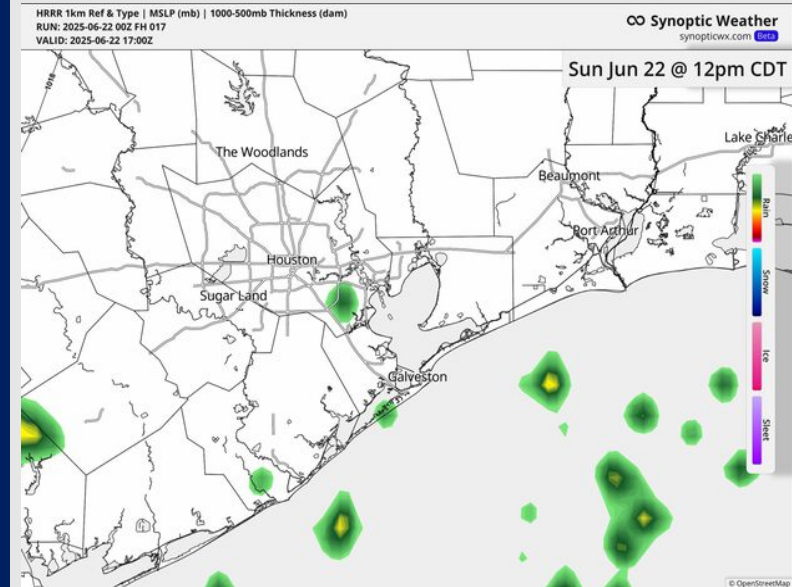 HRRR 1km Ref & Type | MSLP (mb) | 1000-500mb Thickness (dam)
RUN: 2025-06-22 00Z FH 017
VALID: 2025-06-22 17:00Z
Synoptic Weather
synopticwx.com Beta
Sun Jun 22 @ 12pm CDT
1018
Lake Charle
The Woodlands
Beaumont
Rain
Port Arthur
Houston
Snow
Sugar Land
Ice
Galveston
Sleet
© OpenStreetMap